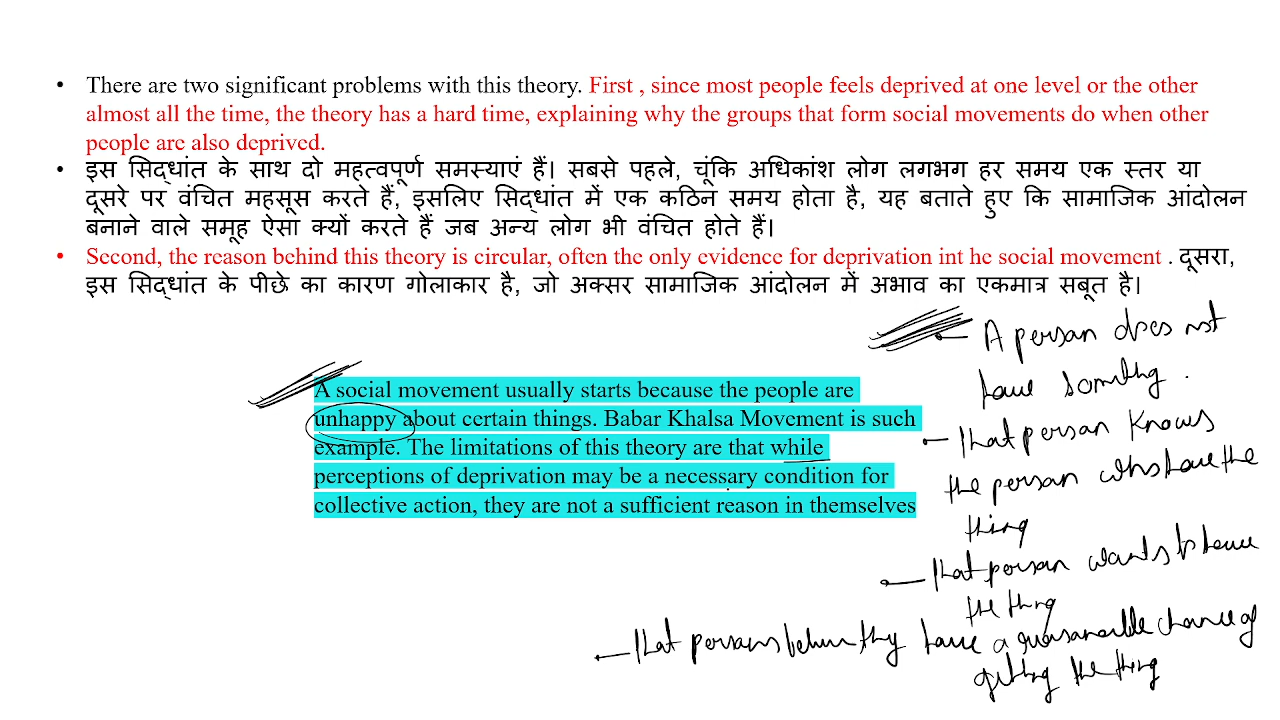 • There are two significant problems with this theory. First , since most people feels deprived at one level or the other
almost all the time, the theory has a hard time, explaining why the groups that form social movements do when other
people are also deprived.
• इस सिद्धांत के साथ दो महत्वपूर्ण समस्याएं हैं। सबसे पहले, चूंकि अधिकांश लोग लगभग हर समय एक स्तर या
दूसरे पर वंचित महसूस करते हैं, इसलिए सिद्धांत में एक कठिन समय होता है, यह बताते हुए कि सामाजिक आंदोलन
बनाने वाले समूह ऐसा क्यों करते हैं जब अन्य लोग भी वंचित होते हैं।
• Second, the reason behind this theory is circular, often the only evidence for deprivation int he social movement . दूसरा,
इस सिद्धांत के पीछे का कारण गोलाकार है, जो अक्सर सामाजिक आंदोलन में अभाव का एकमात्र सबूत है।
A social movement usually starts because the people are
unhappy about certain things. Babar Khalsa Movement is such
example. The limitations of this theory are that while
perceptions of deprivation may be a necessary condition for
collective action, they are not a sufficient reason in themselves
A person does not
have something .
that person knows
the person who have the
thing
that person wants to have
the thing
that persons believe they have a reasonable chance of
getting the thing